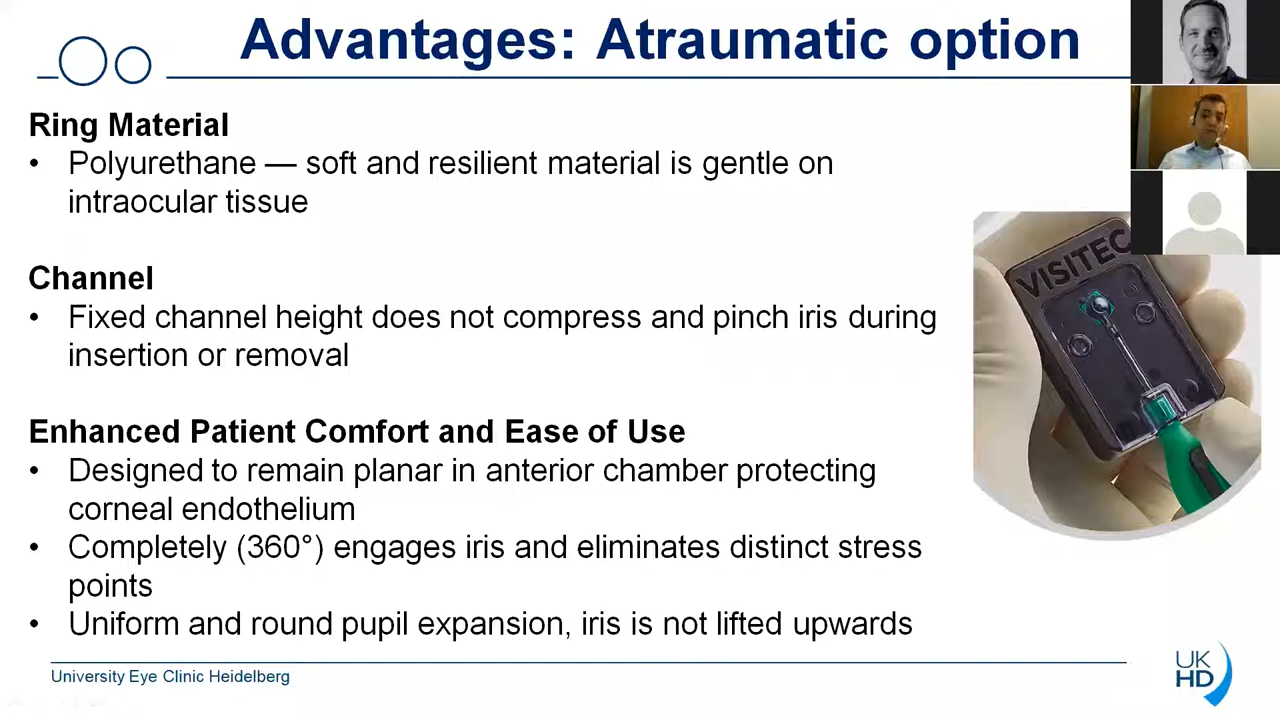 Advantages: Atraumatic option
Ring Material
• Polyurethane — soft and resilient material is gentle on
intraocular tissue
Channel
• Fixed channel height does not compress and pinch iris during
insertion or removal
Enhanced Patient Comfort and Ease of Use
• Designed to remain planar in anterior chamber protecting
corneal endothelium
• Completely (360°) engages iris and eliminates distinct stress
points
• Uniform and round pupil expansion, iris is not lifted upwards
VISITEC
University Eye Clinic Heidelberg
UK
HD